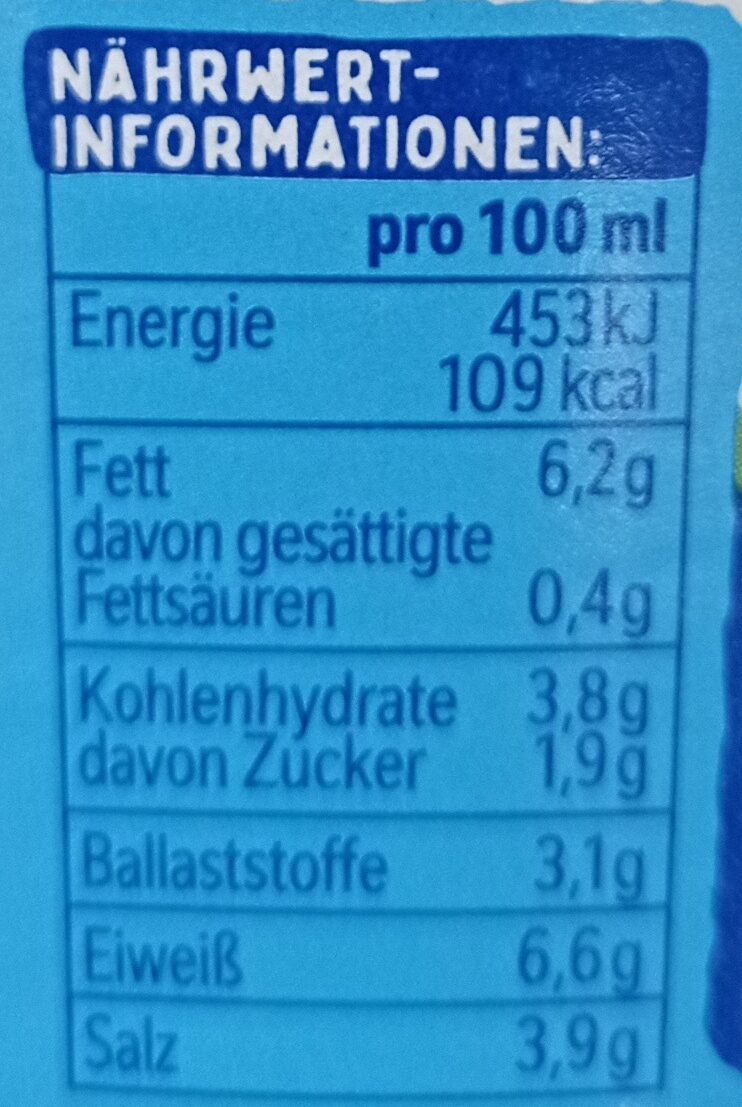 NÄHRWERT-
INFORMATIONEN:
pro 100 ml
Energie 453 kJ
109 kcal
Fett 6,2g
davon gesättigte
Fettsäuren 0,4g
Kohlenhydrate 3,8g
davon Zucker 1,9g
Ballaststoffe 3,1g
Eiweiß 6,6g
Salz 3,9g